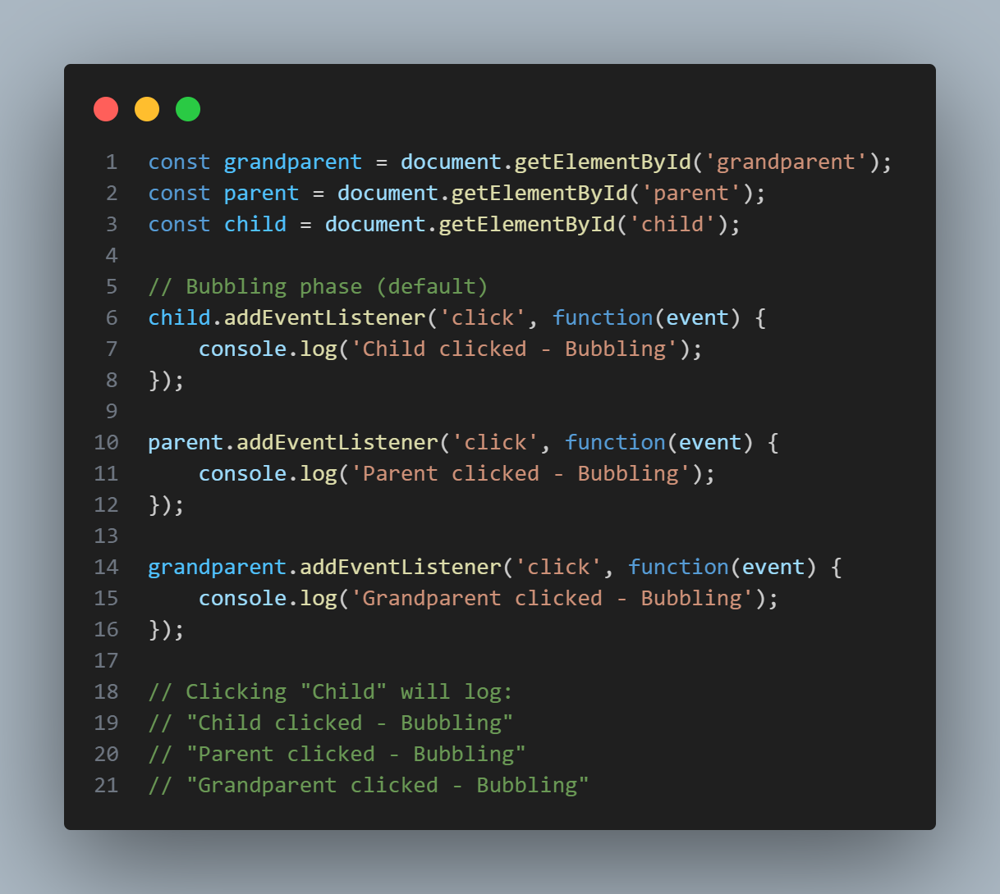 1 const grandparent = document.getElementById('grandparent');
2 const parent = document.getElementById('parent');
3 const child = document.getElementById('child');
4
5 // Bubbling phase (default)
6 child.addEventListener('click', function(event) {
7     console.log('Child clicked - Bubbling');
8 });
9
10 parent.addEventListener('click', function(event) {
11     console.log('Parent clicked - Bubbling');
12 });
13
14 grandparent.addEventListener('click', function(event) {
15     console.log('Grandparent clicked - Bubbling');
16 });
17
18 // Clicking "Child" will log:
19 // "Child clicked - Bubbling"
20 // "Parent clicked - Bubbling"
21 // "Grandparent clicked - Bubbling"